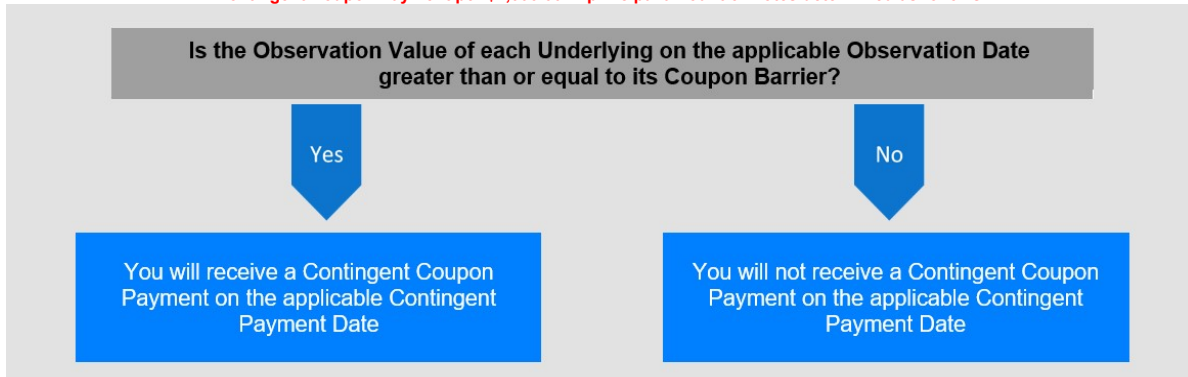 Is the Observation Value of each Underlying on the applicable Observation Date
greater than or equal to its Coupon Barrier?
Yes
No
You will receive a Contingent Coupon
Payment on the applicable Contingent
Payment Date
You will not receive a Contingent Coupon
Payment on the applicable Contingent
Payment Date